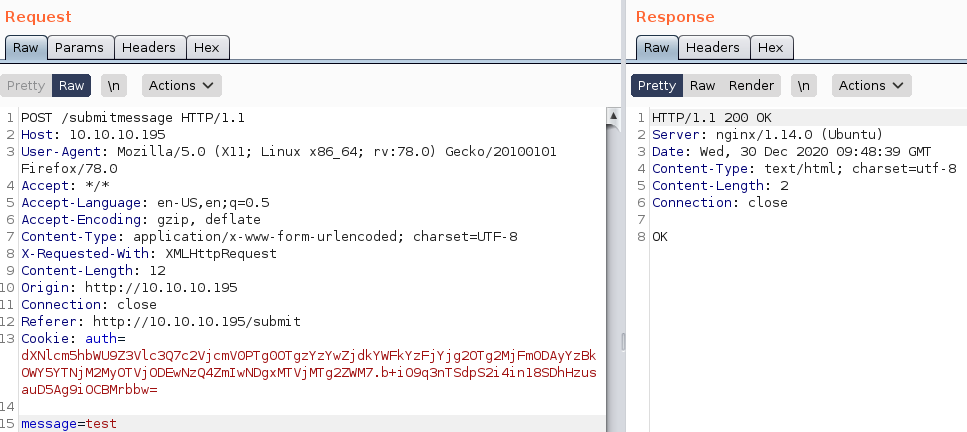 Request
Raw Params Headers Hex
Pretty Raw \n Actions
1 POST /submitmessage HTTP/1.1
2 Host: 10.10.10.195
3 User-Agent: Mozilla/5.0 (X11; Linux x86_64; rv:78.0) Gecko/20100101
Firefox/78.0
4 Accept: */*
5 Accept-Language: en-US,en;q=0.5
6 Accept-Encoding: gzip, deflate
7 Content-Type: application/x-www-form-urlencoded; charset=UTF-8
8 X-Requested-With: XMLHttpRequest
9 Content-Length: 12
10 Origin: http://10.10.10.195
11 Connection: close
12 Referer: http://10.10.10.195/submit
13 Cookie: auth=
dXNlcm5hbWU9Z3Vlc3Q7c2VjcmV0PTg0OTgzYzYwZjdkYWFkYzFjYjg2OTg2MjFmODAyYzBk
OWY5YTNjM2MyOTVjODEwNzQ4ZmIwNDgxMTVjMTg2ZWM7.b+iO9q3nTSdpS2i4in18SDhHzus
auD5Ag9iOCBMrbbw=
14
15 message=test
Response
Raw Headers Hex
Pretty Raw Render \n Actions
1 HTTP/1.1 200 OK
2 Server: nginx/1.14.0 (Ubuntu)
3 Date: Wed, 30 Dec 2020 09:48:39 GMT
4 Content-Type: text/html; charset=utf-8
5 Content-Length: 2
6 Connection: close
7
8 OK